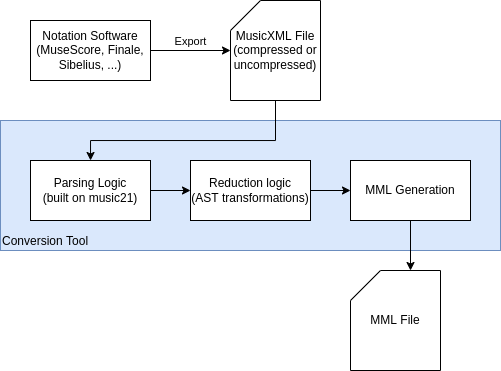 Notation Software
(MuseScore, Finale,
Sibelius, ...)
Export
MusicXML File
(compressed or
uncompressed)
Parsing Logic
(built on music21)
Reduction logic
(AST transformations)
MML Generation
Conversion Tool
MML File